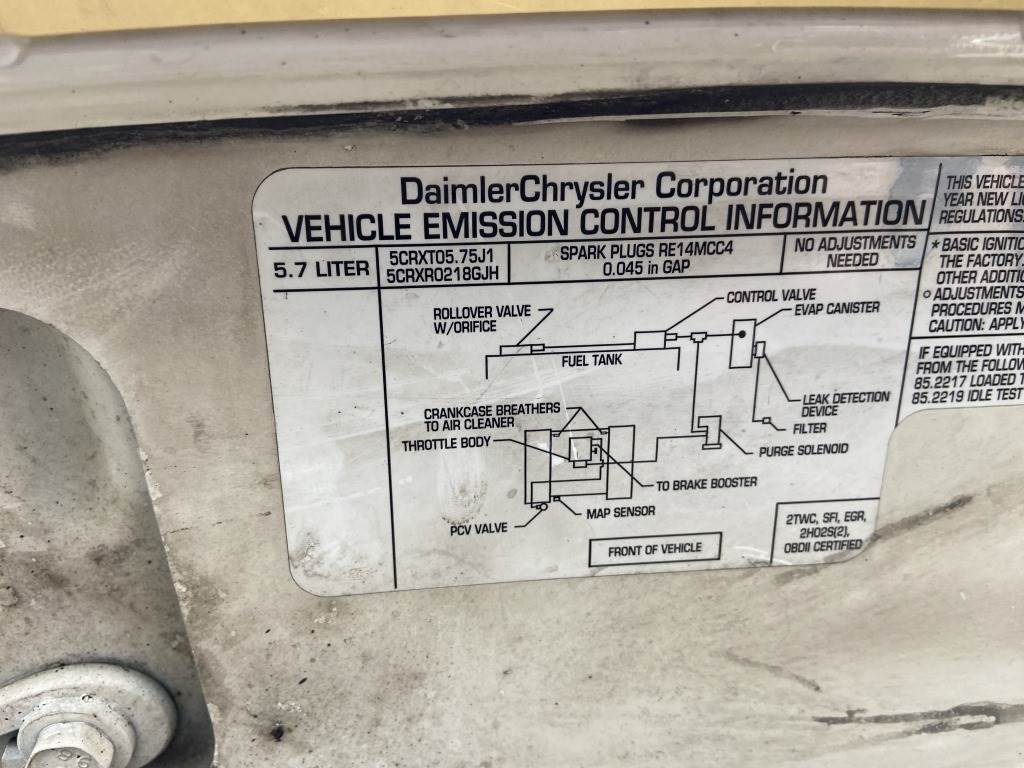 DaimlerChrysler Corporation
VEHICLE EMISSION CONTROL INFORMATION
5.7 LITER
5CRXT05.75J1
5CRXR0218GJH
SPARK PLUGS RE14MCC4
0.045 in GAP
NO ADJUSTMENTS
NEEDED
ROLLOVER VALVE
W/ORIFICE
CONTROL VALVE
EVAP CANISTER
FUEL TANK
LEAK DETECTION
DEVICE
FILTER
CRANKCASE BREATHERS
TO AIR CLEANER
THROTTLE BODY
PURGE SOLENOID
TO BRAKE BOOSTER
MAP SENSOR
PCV VALVE
FRONT OF VEHICLE
2TWC, SFI, EGR,
2HO2S(2),
OBDII CERTIFIED
THIS VEHICLE
YEAR NEW
REGULATIONS
* BASIC IGNITIO
THE FACTORY.
OTHER ADDITIO
o ADJUSTMENTS
PROCEDURES
CAUTION: APPLY
IF EQUIPPED WITH
FROM THE FOLLOW
85.2217 LOADED
85.2219 IDLE TEST